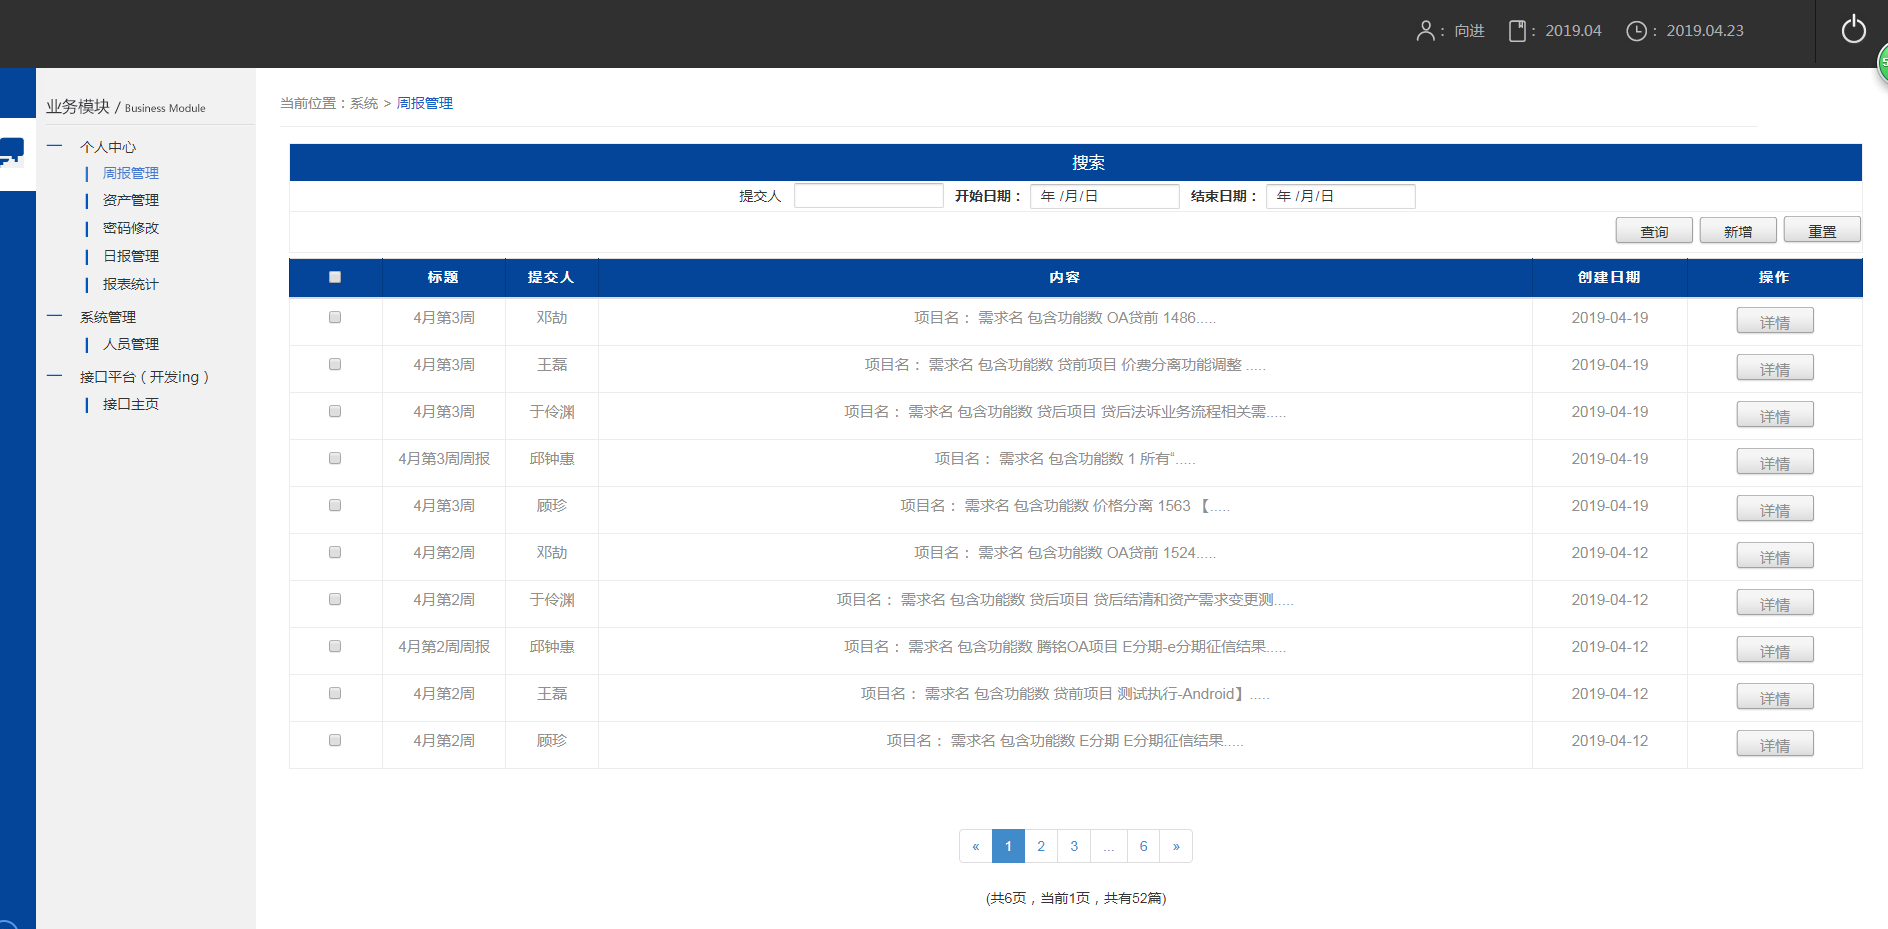 ： 向进 ： 2019.04 ： 2019.04.23
业务模块 / Business Module
个人中心
周报管理
资产管理
密码修改
日报管理
报表统计
系统管理
人员管理
接口平台（开发ing）
接口主页
当前位置：系统 > 周报管理
搜索
提交人 开始日期： 年 /月/日 结束日期： 年 /月/日
查询 新增 重置
标题 提交人 内容 创建日期 操作
4月第3周 邓劼 项目名： 需求名 包含功能数 OA贷前 1486..... 2019-04-19 详情
4月第3周 王磊 项目名： 需求名 包含功能数 贷前项目 价费分离功能调整 ..... 2019-04-19 详情
4月第3周 于伶渊 项目名： 需求名 包含功能数 贷后项目 贷后法诉业务流程相关需..... 2019-04-19 详情
4月第3周周报 邱钟惠 项目名： 需求名 包含功能数 1 所有“..... 2019-04-19 详情
4月第3周 顾珍 项目名： 需求名 包含功能数 价格分离 1563 【..... 2019-04-19 详情
4月第2周 邓劼 项目名： 需求名 包含功能数 OA贷前 1524..... 2019-04-12 详情
4月第2周 于伶渊 项目名： 需求名 包含功能数 贷后项目 贷后结清和资产需求变更测..... 2019-04-12 详情
4月第2周周报 邱钟惠 项目名： 需求名 包含功能数 腾铭OA项目 E分期-e分期征信结果..... 2019-04-12 详情
4月第2周 王磊 项目名： 需求名 包含功能数 贷前项目 测试执行-Android】..... 2019-04-12 详情
4月第2周 顾珍 项目名： 需求名 包含功能数 E分期 E分期征信结果..... 2019-04-12 详情
« 1 2 3 ... 6 »
(共6页，当前1页，共有52篇)